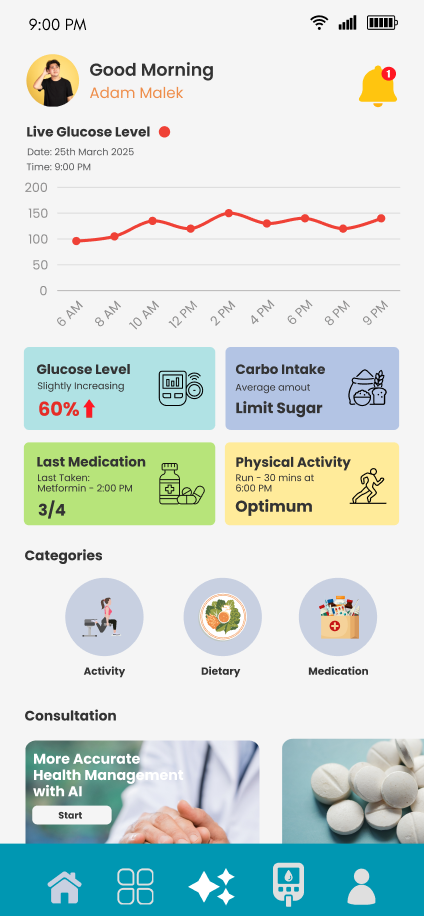 9:00 PM
Good Morning
Adam Malek
1
Live Glucose Level
Date: 25th March 2025
Time: 9:00 PM
200
150
100
50
0
6 AM
8 AM
10 AM
12 PM
2 PM
4 PM
6 PM
8 PM
9 PM
Glucose Level
Slightly Increasing
60%
Carbo Intake
Average amout
Limit Sugar
Last Medication
Last Taken:
Metformin - 2:00 PM
3/4
Physical Activity
Run - 30 mins at
6:00 PM
Optimum
Categories
Activity
Dietary
Medication
Consultation
More Accurate
Health Management
with AI
Start